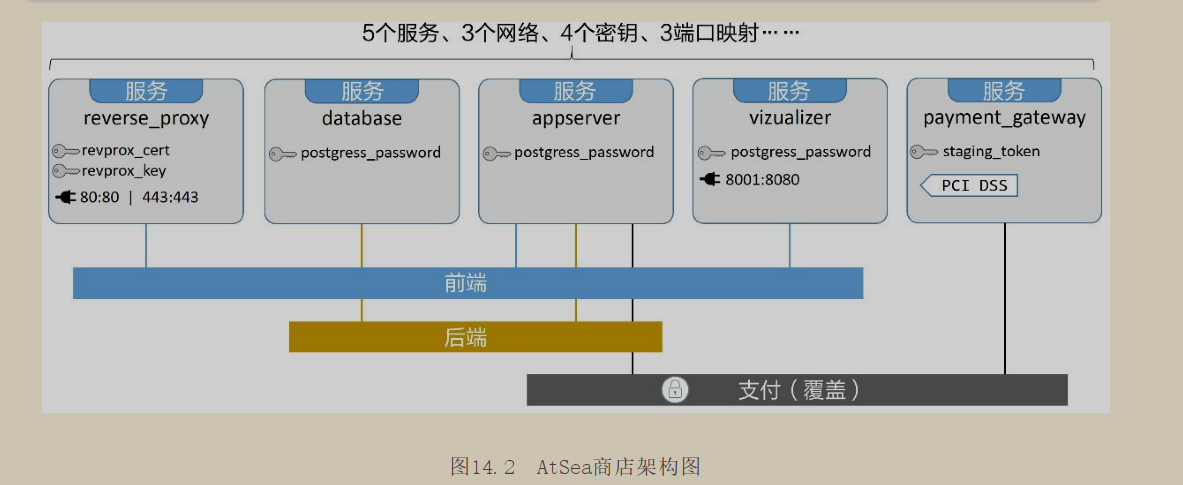 5个服务、3个网络、4个密钥、3端口映射……
服务
reverse_proxy
revprox_cert
revprox_key
80:80 | 443:443
服务
database
postgress_password
服务
appserver
postgress_password
服务
vizualizer
postgress_password
8001:8080
服务
payment_gateway
staging_token
PCI DSS
前端
后端
支付（覆盖）
图14.2 AtSea商店架构图